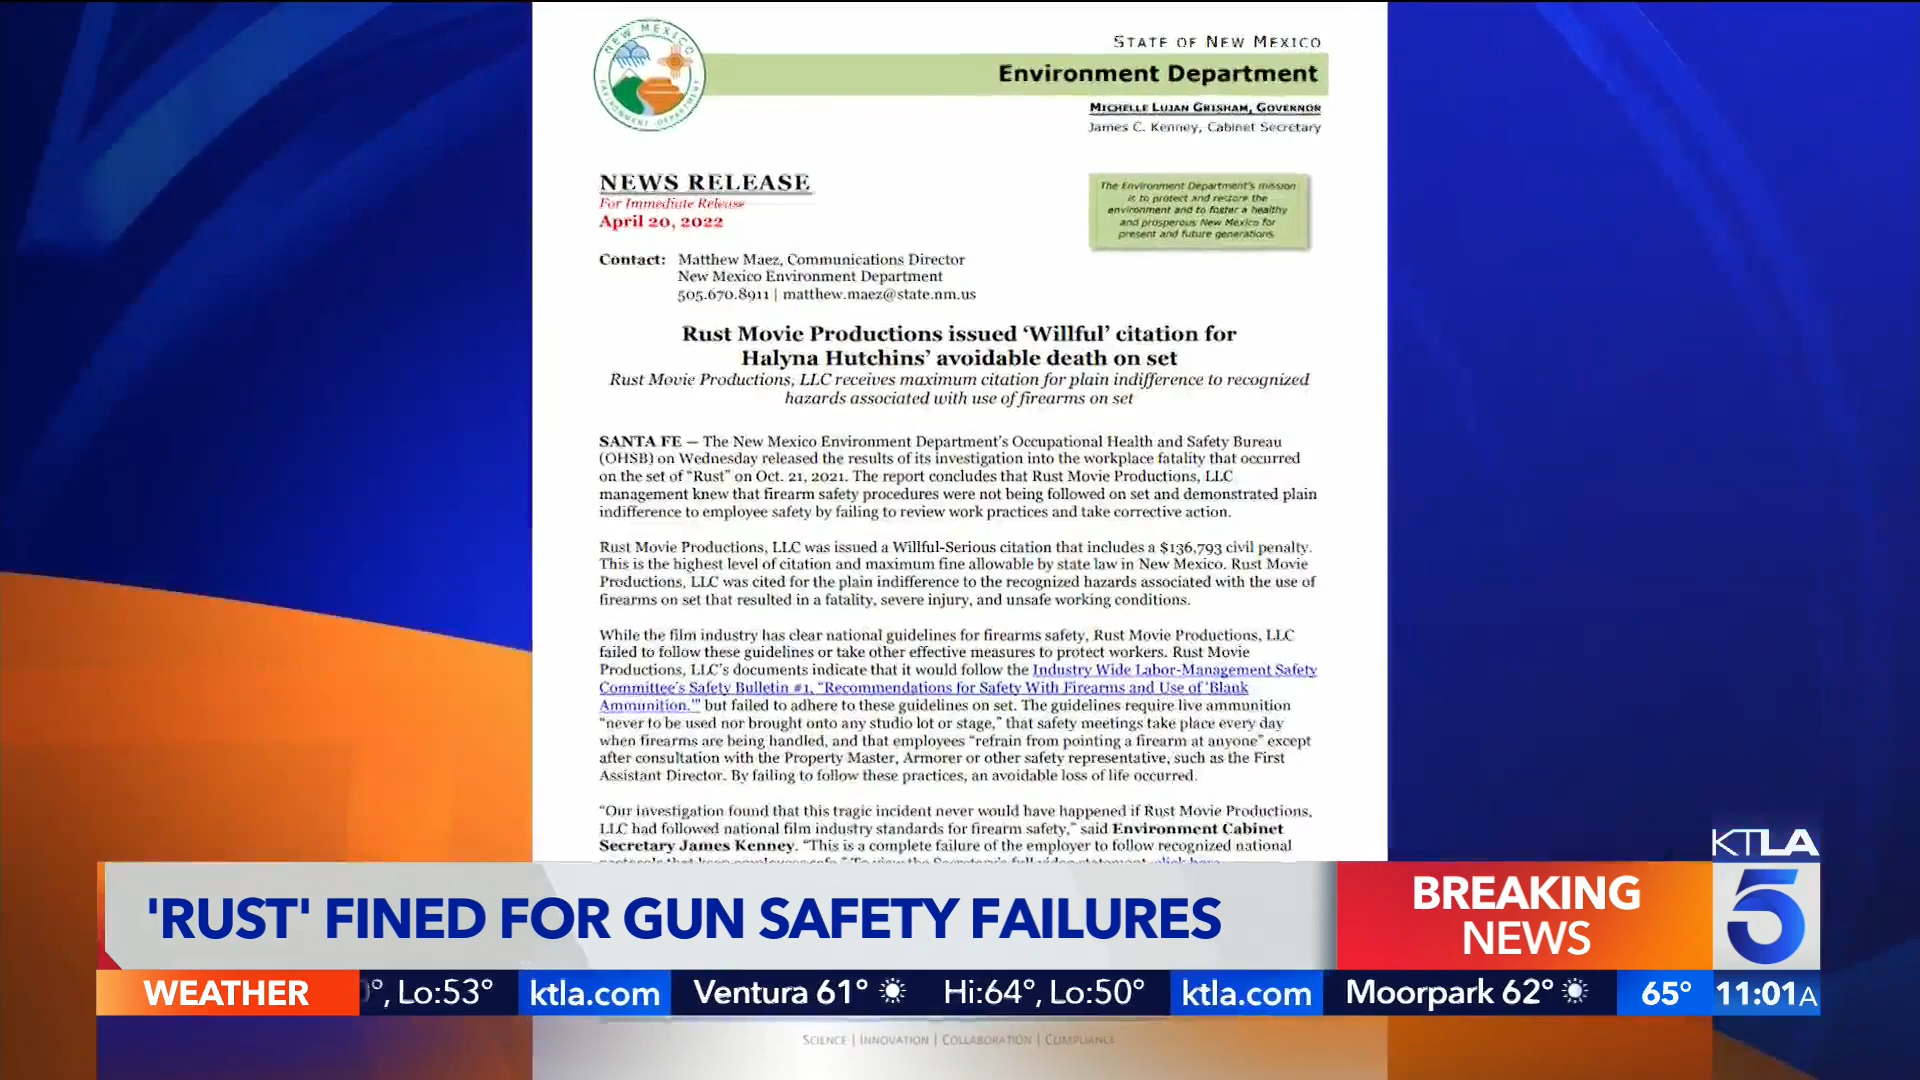 NEW MEXICO
ENVIRONMENT DEPARTMENT
STATE OF NEW MEXICO
Environment Department
MICHELLE LUJAN GRISHAM, GOVERNOR
James C. Kenney, Cabinet Secretary
NEWS RELEASE
For Immediate Release
April 20, 2022
The Environment Department's mission
is to protect and restore the
environment and to foster a healthy
and prosperous New Mexico for
present and future generations.
Contact: Matthew Maez, Communications Director
New Mexico Environment Department
505.670.8911 | matthew.maez@state.nm.us
Rust Movie Productions issued ‘Willful’ citation for
Halyna Hutchins’ avoidable death on set
Rust Movie Productions, LLC receives maximum citation for plain indifference to recognized
hazards associated with use of firearms on set
SANTA FE — The New Mexico Environment Department’s Occupational Health and Safety Bureau
(OHSB) on Wednesday released the results of its investigation into the workplace fatality that occurred
on the set of “Rust” on Oct. 21, 2021. The report concludes that Rust Movie Productions, LLC
management knew that firearm safety procedures were not being followed on set and demonstrated plain
indifference to employee safety by failing to review work practices and take corrective action.
Rust Movie Productions, LLC was issued a Willful-Serious citation that includes a $136,793 civil penalty.
This is the highest level of citation and maximum fine allowable by state law in New Mexico. Rust Movie
Productions, LLC was cited for the plain indifference to the recognized hazards associated with the use of
firearms on set that resulted in a fatality, severe injury, and unsafe working conditions.
While the film industry has clear national guidelines for firearms safety, Rust Movie Productions, LLC
failed to follow these guidelines or take other effective measures to protect workers. Rust Movie
Productions, LLC’s documents indicate that it would follow the Industry Wide Labor-Management Safety
Committee’s Safety Bulletin #1, “Recommendations for Safety With Firearms and Use of ‘Blank
Ammunition.’” but failed to adhere to these guidelines on set. The guidelines require live ammunition
“never to be used nor brought onto any studio lot or stage,” that safety meetings take place every day
when firearms are being handled, and that employees “refrain from pointing a firearm at anyone” except
after consultation with the Property Master, Armorer or other safety representative, such as the First
Assistant Director. By failing to follow these practices, an avoidable loss of life occurred.
“Our investigation found that this tragic incident never would have happened if Rust Movie Productions,
LLC had followed national film industry standards for firearm safety,” said Environment Cabinet
Secretary James Kenney. “This is a complete failure of the employer to follow recognized national
protocols that keep employees safe.” To view the Secretary’s full video statement, click here.
'RUST' FINED FOR GUN SAFETY FAILURES
BREAKING
NEWS
KTLA
5
WEATHER °, Lo:53° ktla.com Ventura 61° Hi:64°, Lo:50° ktla.com Moorpark 62° 65° 11:01A
SCIENCE | INNOVATION | COLLABORATION | COMPLIANCE